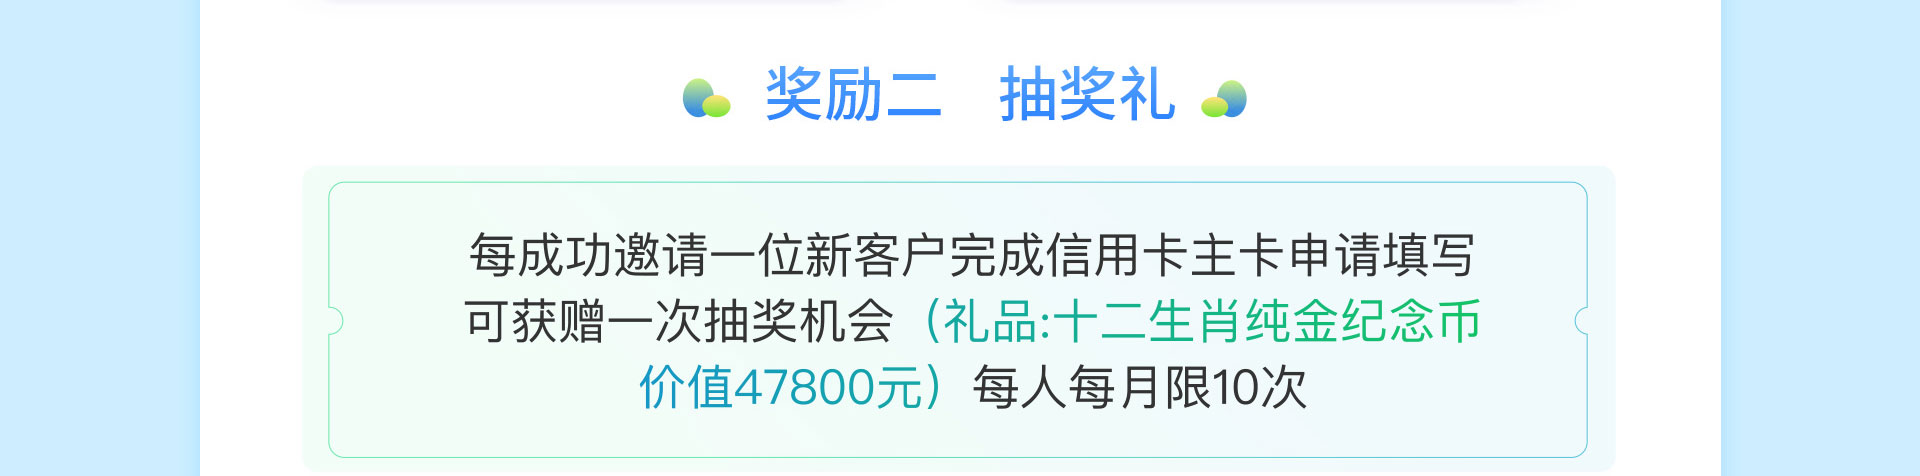 奖励二 抽奖礼
每成功邀请一位新客户完成信用卡主卡申请填写
可获赠一次抽奖机会（礼品:十二生肖纯金纪念币
价值47800元）每人每月限10次